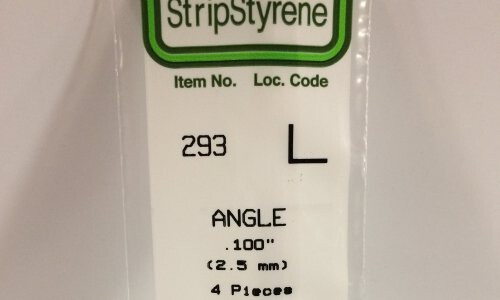 StripStyrene
Item No. Loc. Code
293
ANGLE
.100"
(2.5 mm)
4 Pieces